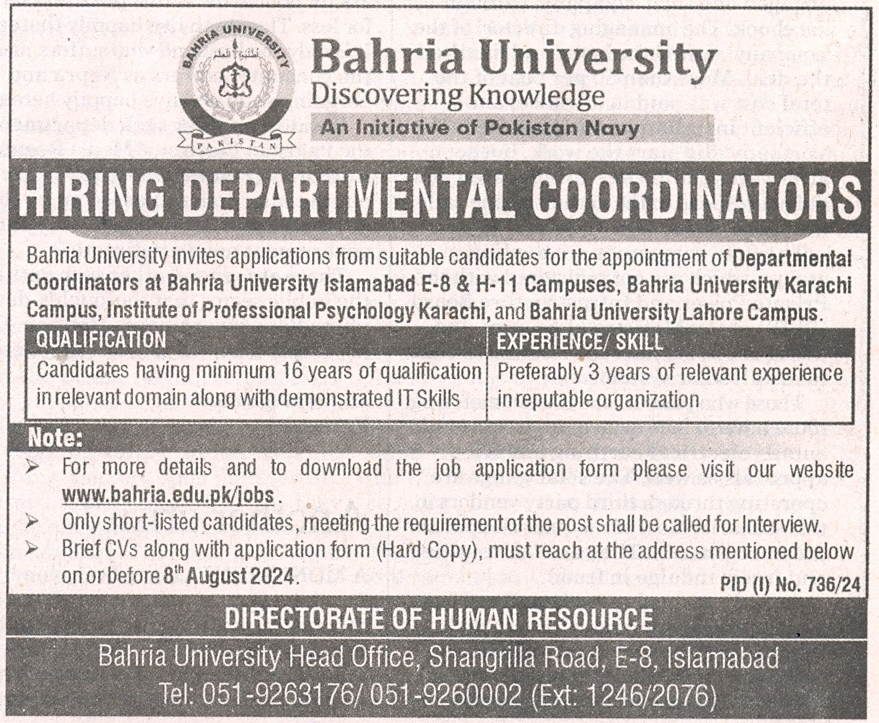 BAHRIA UNIVERSITY
PAKISTAN
Bahria University
Discovering Knowledge
An Initiative of Pakistan Navy
HIRING DEPARTMENTAL COORDINATORS
Bahria University invites applications from suitable candidates for the appointment of Departmental
Coordinators at Bahria University Islamabad E-8 & H-11 Campuses, Bahria University Karachi
Campus, Institute of Professional Psychology Karachi, and Bahria University Lahore Campus.
QUALIFICATION
Candidates having minimum 16 years of qualification
in relevant domain along with demonstrated IT Skills
EXPERIENCE/ SKILL
Preferably 3 years of relevant experience
in reputable organization
Note:
➢ For more details and to download the job application form please visit our website
www.bahria.edu.pk/jobs.
➢ Only short-listed candidates, meeting the requirement of the post shall be called for Interview.
➢ Brief CVs along with application form (Hard Copy), must reach at the address mentioned below
on or before 8th August 2024.
PID (I) No. 736/24
DIRECTORATE OF HUMAN RESOURCE
Bahria University Head Office, Shangrilla Road, E-8, Islamabad
Tel: 051-9263176/ 051-9260002 (Ext: 1246/2076)